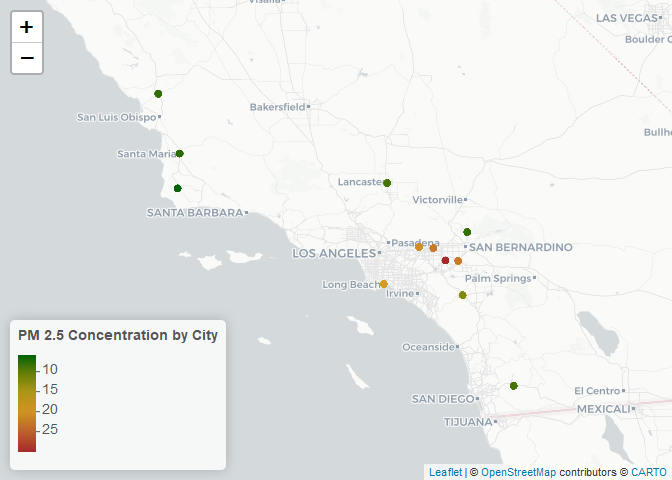 +
−
Visalia
LAS VEGAS
Boulder C
Bakersfield
San Luis Obispo
Bullh
Santa Maria
Lancaste
Victorville
SANTA BARBARA
Pasadena
LOS ANGELES
SAN BERNARDINO
Palm Springs
Long Beach
Irvine
Oceanside
El Centro
SAN DIEGO
MEXICALI
TIJUANA
PM 2.5 Concentration by City
10
15
20
25
Leaflet | © OpenStreetMap contributors © CARTO